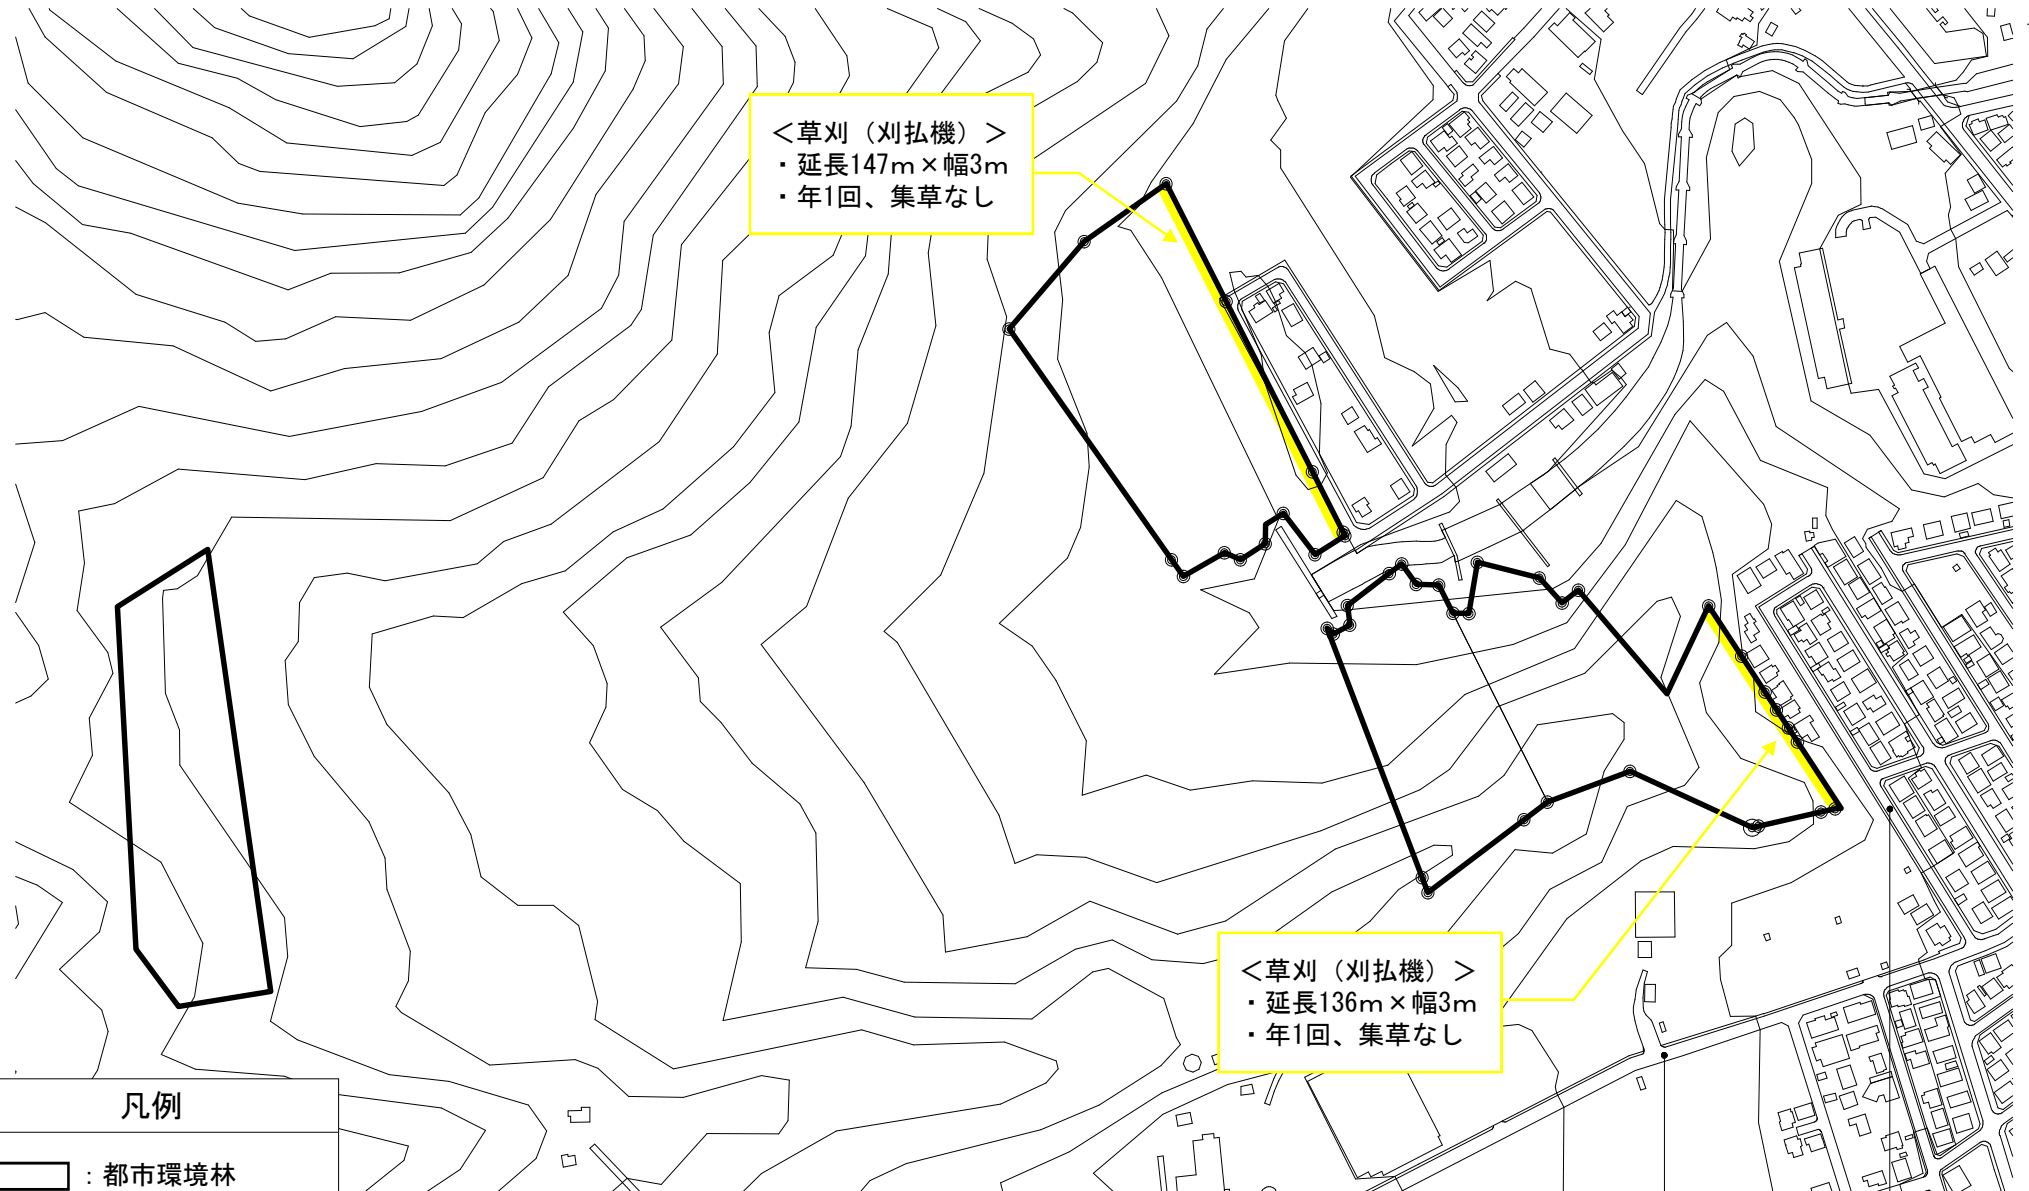 ＜草刈（刈払機）＞
・延長147ｍ×幅3ｍ
・年1回、集草なし
＜草刈（刈払機）＞
・延長136ｍ×幅3ｍ
・年1回、集草なし
凡例
：都市環境林